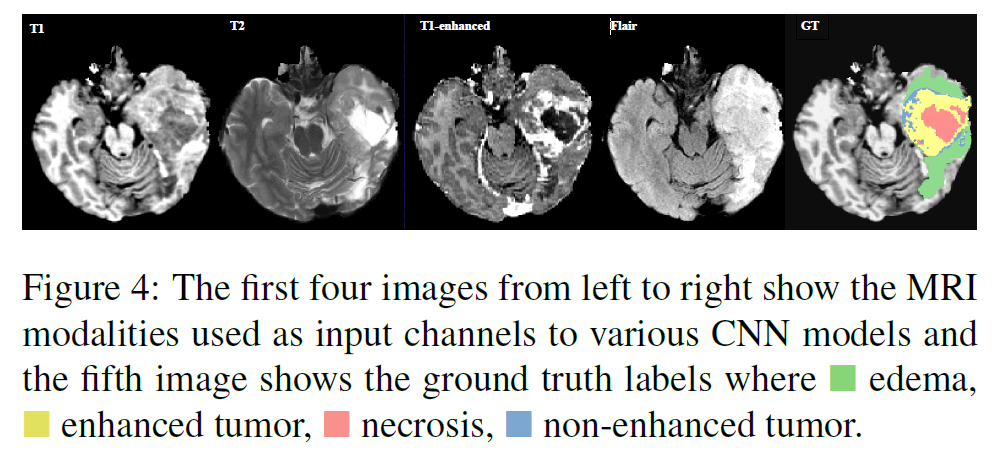 T1 T2 T1-enhanced Flair GT
Figure 4: The first four images from left to right show the MRI
modalities used as input channels to various CNN models and
the fifth image shows the ground truth labels where edema,
enhanced tumor, necrosis, non-enhanced tumor.